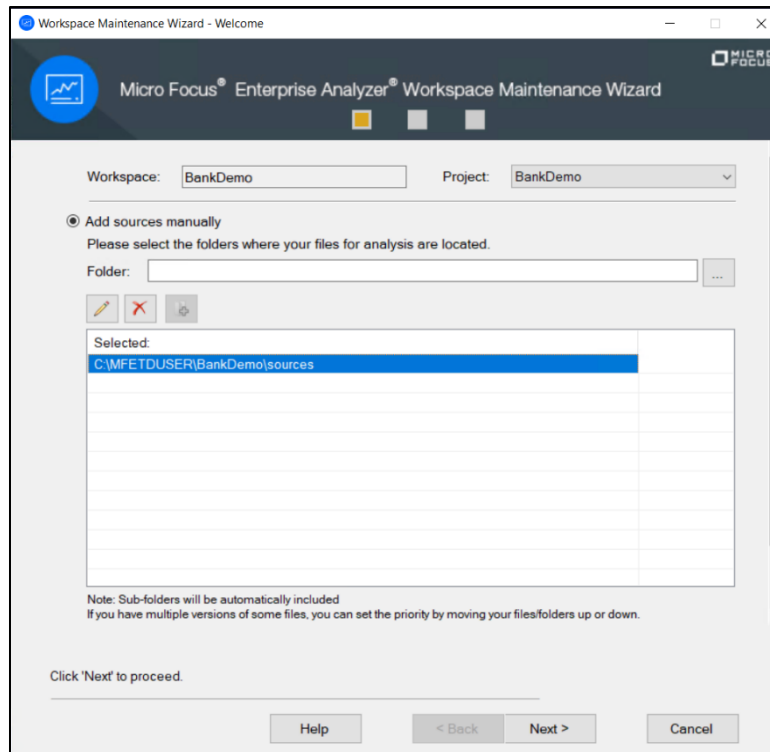 Workspace Maintenance Wizard - Welcome
MICRO
FOCUS
Micro Focus® Enterprise Analyzer® Workspace Maintenance Wizard
Workspace: BankDemo Project: BankDemo
Add sources manually
Please select the folders where your files for analysis are located.
Folder: ...
Selected:
C:\MFETDUSER\BankDemo\sources
Note: Sub-folders will be automatically included
If you have multiple versions of some files, you can set the priority by moving your files/folders up or down.
Click 'Next' to proceed.
Help < Back Next > Cancel